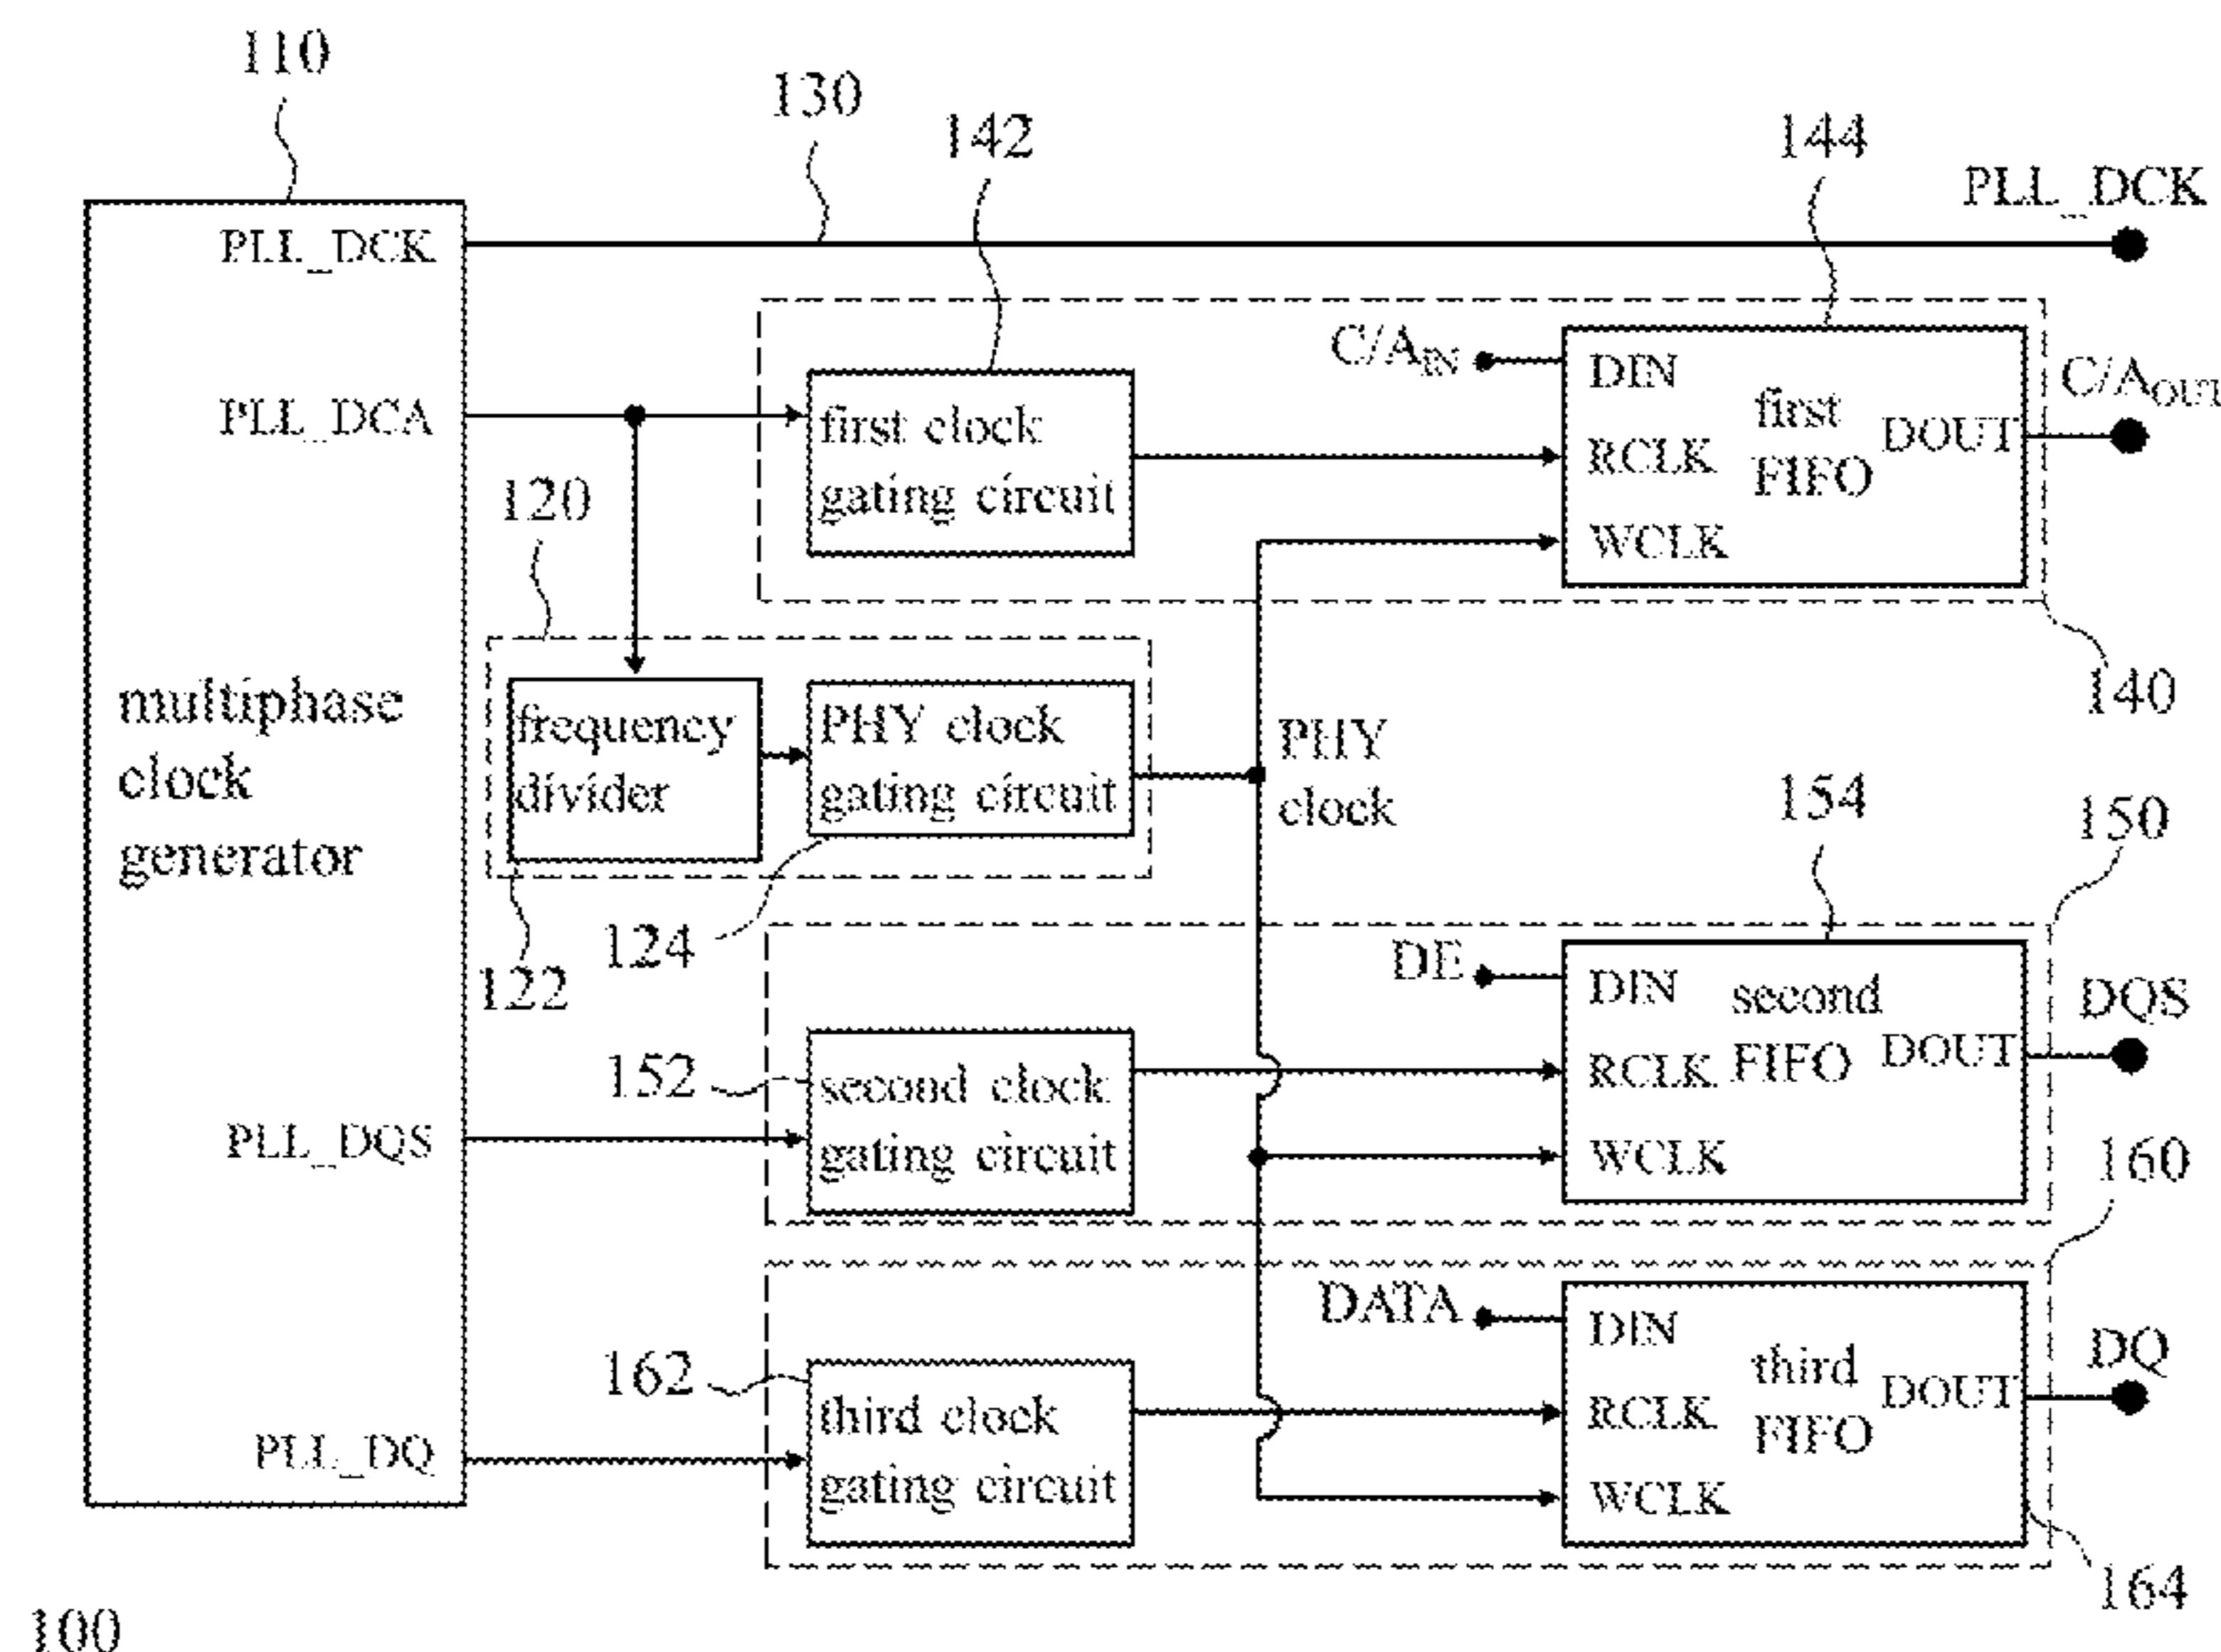 110
130
142
144
PLL_DCK
PLL_DCK
C/AIN
DIN
C/AOUT
PLL_DCA
first clock
gating circuit
first
FIFO
DOUT
RCLK
WCLK
120
140
multiphase
clock
generator
frequency
divider
PHY clock
gating circuit
PHY
clock
154
150
124
122
DE
DIN
second
FIFO
DOUT
DQS
152
second clock
gating circuit
RCLK
WCLK
PLL_DQS
160
DATA
DIN
third
FIFO
DOUT
DQ
162
third clock
gating circuit
RCLK
WCLK
PLL_DQ
164
100